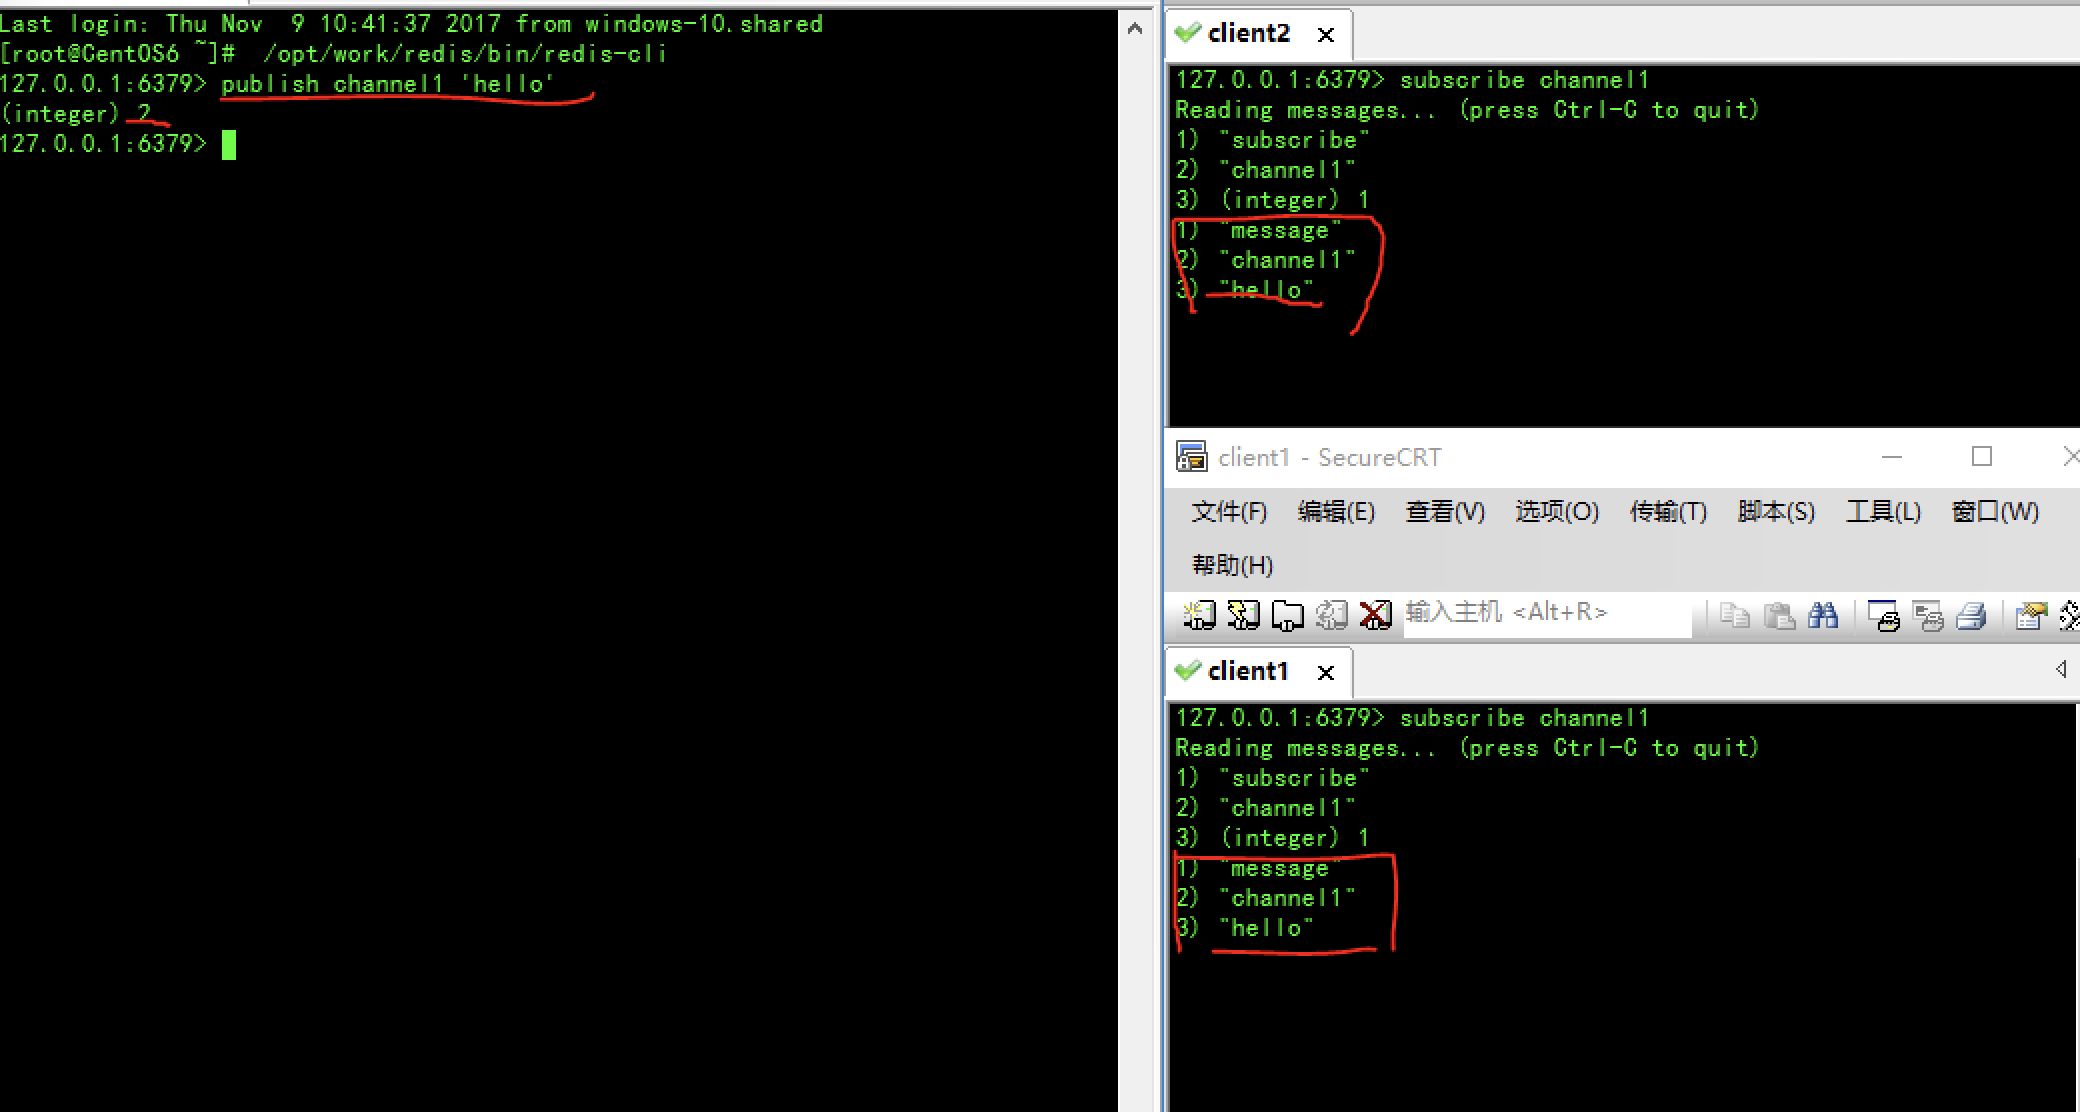 Last login: Thu Nov  9 10:41:37 2017 from windows-10.shared
[root@CentOS6 ~]#  /opt/work/redis/bin/redis-cli
127.0.0.1:6379> publish channel1 'hello'
(integer) 2
127.0.0.1:6379>
client2
127.0.0.1:6379> subscribe channel1
Reading messages... (press Ctrl-C to quit)
1) "subscribe"
2) "channel1"
3) (integer) 1
1) "message"
2) "channel1"
3) "hello"
client1 - SecureCRT
文件(F) 编辑(E) 查看(V) 选项(O) 传输(T) 脚本(S) 工具(L) 窗口(W)
帮助(H)
输入主机 <Alt+R>
client1
127.0.0.1:6379> subscribe channel1
Reading messages... (press Ctrl-C to quit)
1) "subscribe"
2) "channel1"
3) (integer) 1
1) "message"
2) "channel1"
3) "hello"